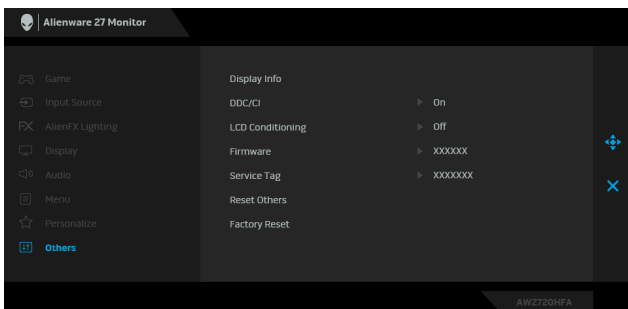 Alienware 27 Monitor
Game
Input Source
FX AlienFX Lighting
Display
Audio
Menu
Personalize
Others
Display Info
DDC/CI On
LCD Conditioning Off
Firmware XXXXXX
Service Tag XXXXXXX
Reset Others
Factory Reset
AW2720HFA